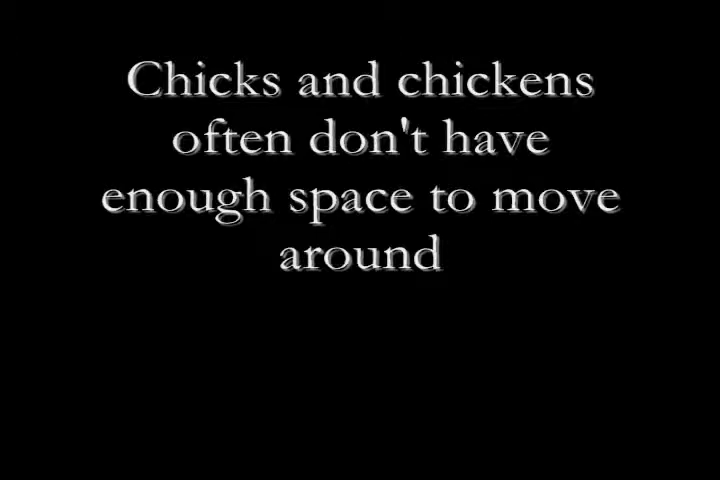 Chicks and chickens
often don't have
enough space to move
around